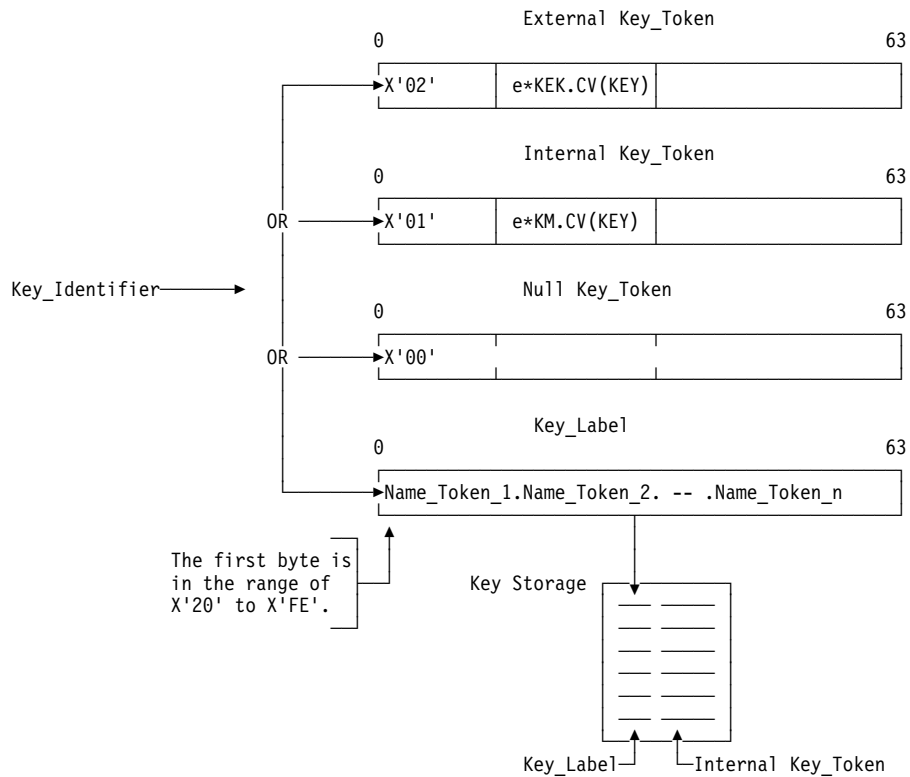 External Key_Token
0 63
X'02' e*KEK.CV(KEY)
Internal Key_Token
0 63
OR X'01' e*KM.CV(KEY)
Key_Identifier
Null Key_Token
0 63
OR X'00'
Key_Label
0 63
Name_Token_1.Name_Token_2. -- .Name_Token_n
The first byte is
in the range of
X'20' to X'FE'.
Key Storage
Key_Label Internal Key_Token